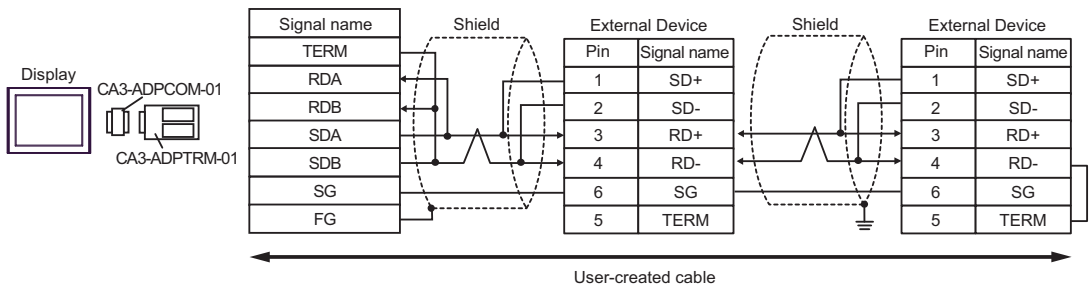 Display
CA3-ADPCOM-01
CA3-ADPTRM-01
Signal name
TERM
RDA
RDB
SDA
SDB
SG
FG
Shield
External Device
Pin Signal name
1 SD+
2 SD-
3 RD+
4 RD-
6 SG
5 TERM
Shield
External Device
Pin Signal name
1 SD+
2 SD-
3 RD+
4 RD-
6 SG
5 TERM
User-created cable